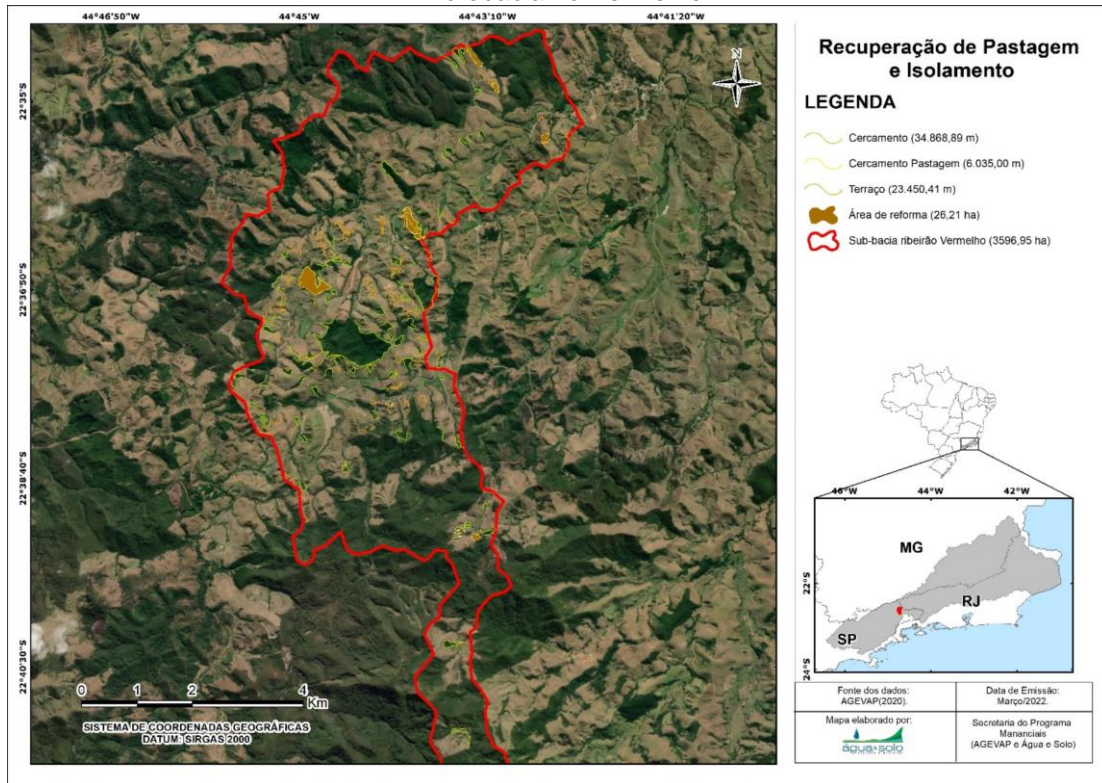 44°46'50"W
44°45'W
44°43'10"W
44°41'20"W
22°35'S
22°36'50"S
22°38'40"S
22°40'30"S
N
0 1 2 4
Km
SISTEMA DE COORDENADAS GEOGRÁFICAS
DATUM: SIRGAS 2000
Recuperação de Pastagem
e Isolamento
LEGENDA
Cercamento (34.868,89 m)
Cercamento Pastagem (6.035,00 m)
Terraço (23.450,41 m)
Área de reforma (26,21 ha)
Sub-bacia ribeirão Vermelho (3596,95 ha)
46°W
44°W
42°W
22°S
24°S
MG
RJ
SP
Fonte dos dados:
AGEVAP(2020).
Data de Emissão:
Março/2022.
Mapa elaborado por:
água e solo
Secretaria do Programa
Mananciais
(AGEVAP e Água e Solo)